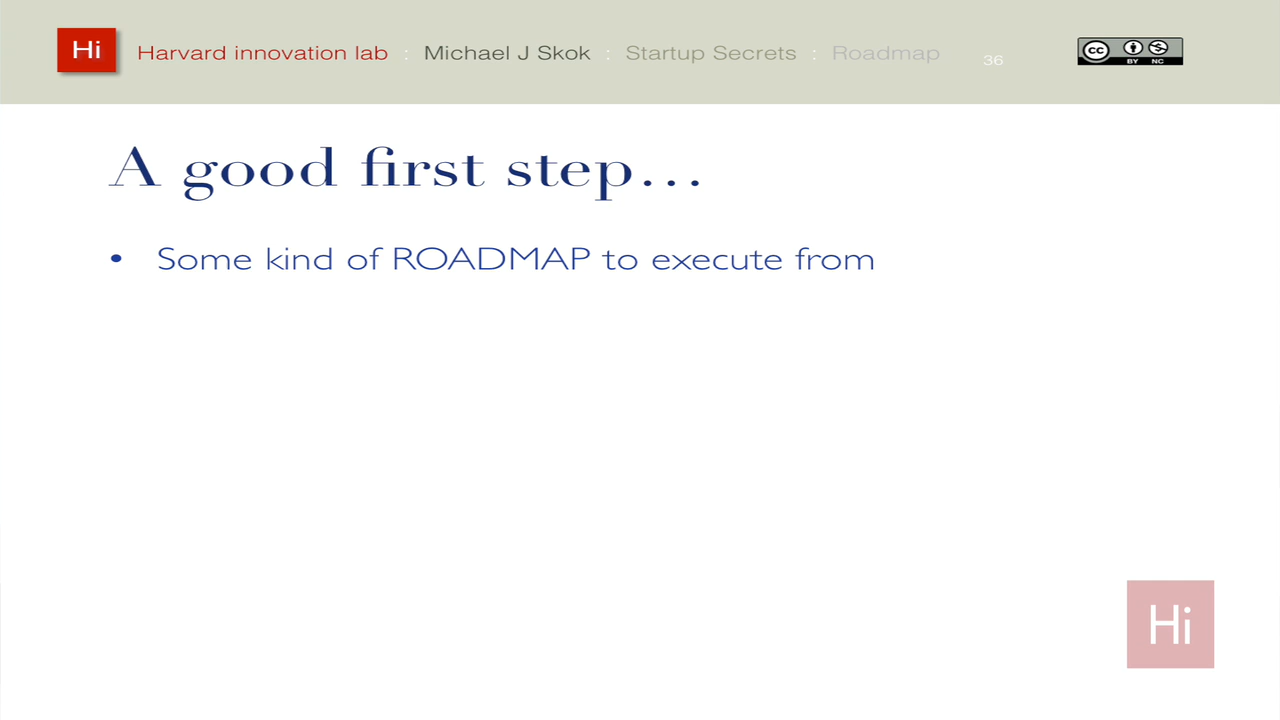 Hi Harvard innovation lab : Michael J Skok : Startup Secrets : Roadmap 36 cc BY NC
A good first step...
• Some kind of ROADMAP to execute from
Hi